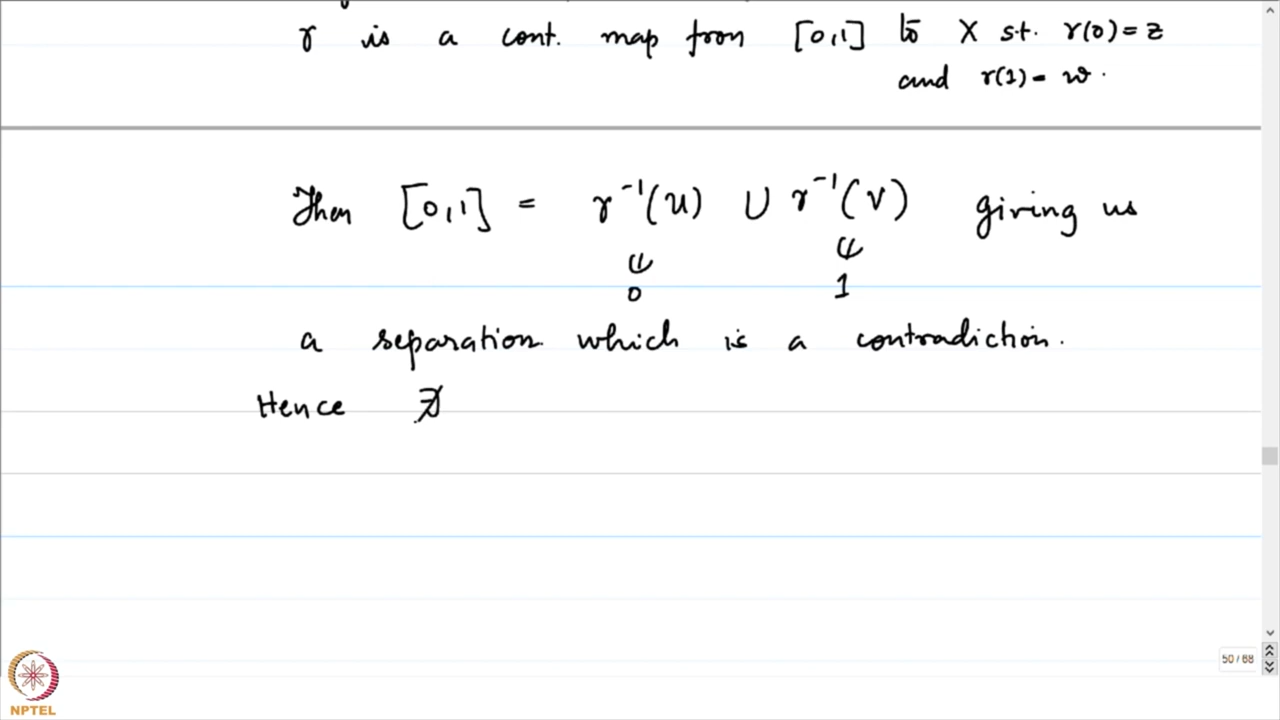 γ is a cont. map from [0,1] to X s.t. γ(0) = z
and γ(1) = w.
Then [0,1] = γ⁻¹(U) ∪ γ⁻¹(V) giving us
0 1
a separation which is a contradiction.
Hence ∄
50 / 68
NPTEL